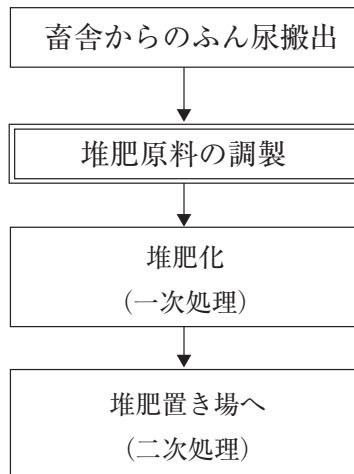 畜舎からのふん尿搬出
堆肥原料の調製
堆肥化
(一次処理)
堆肥置き場へ
(二次処理)